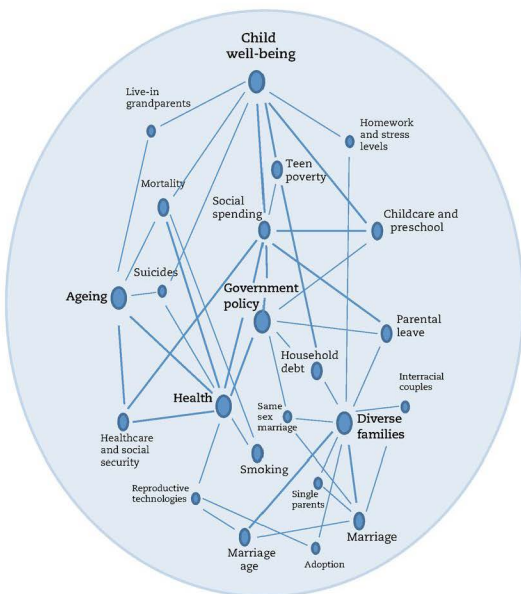 Child
well-being
Live-in
grandparents
Homework
and stress
levels
Teen
poverty
Mortality
Social
spending
Childcare and
preschool
Suicides
Ageing
Government
policy
Parental
leave
Household
debt
Interracial
couples
Health
Same
sex
marriage
Diverse
families
Healthcare
and social
security
Smoking
Reproductive
technologies
Single
parents
Marriage
Marriage
age
Adoption